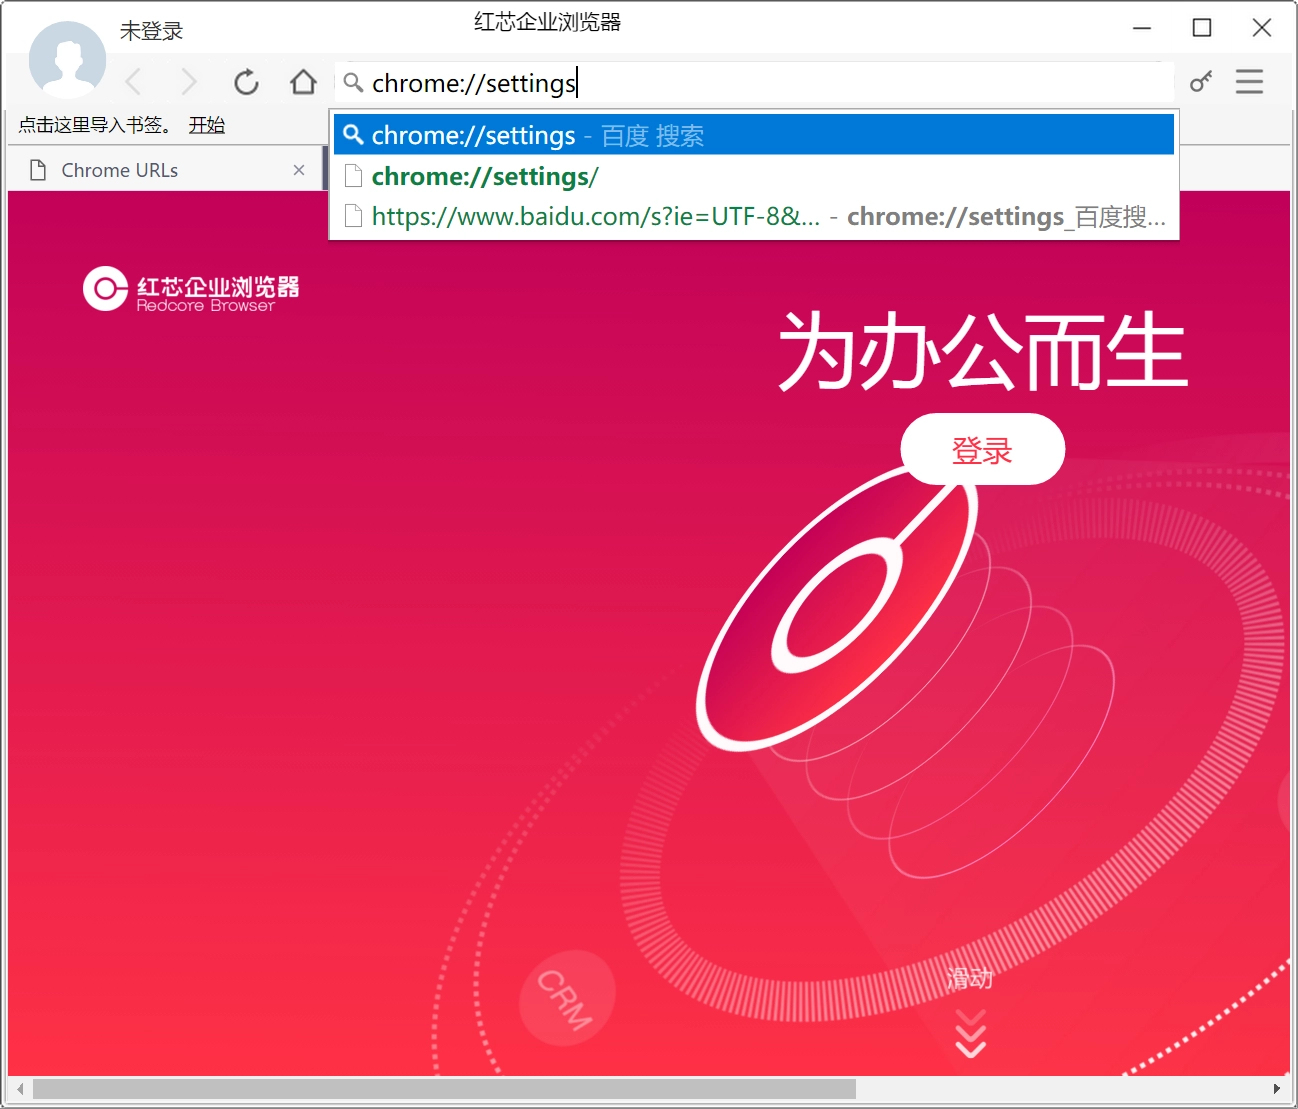 未登录
红芯企业浏览器
chrome://settings
点击这里导入书签。 开始
chrome://settings - 百度 搜索
chrome://settings/
https://www.baidu.com/s?ie=UTF-8&... - chrome://settings_百度搜...
Chrome URLs
红芯企业浏览器
Redcore Browser
为办公而生
登录
CRM
滑动